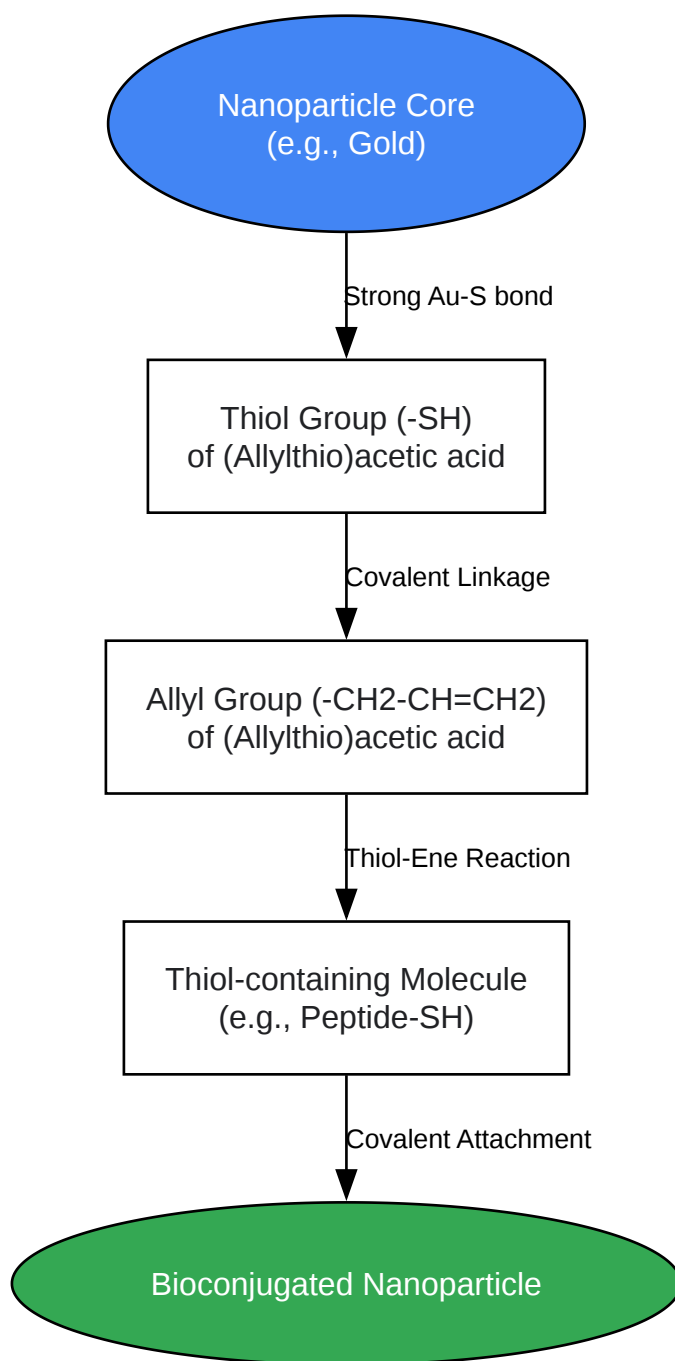 Nanoparticle Core
(e.g., Gold)
Strong Au-S bond
Thiol Group (-SH)
of (Allylthio)acetic acid
Covalent Linkage
Allyl Group (-CH2-CH=CH2)
of (Allylthio)acetic acid
Thiol-Ene Reaction
Thiol-containing Molecule
(e.g., Peptide-SH)
Covalent Attachment
Bioconjugated Nanoparticle